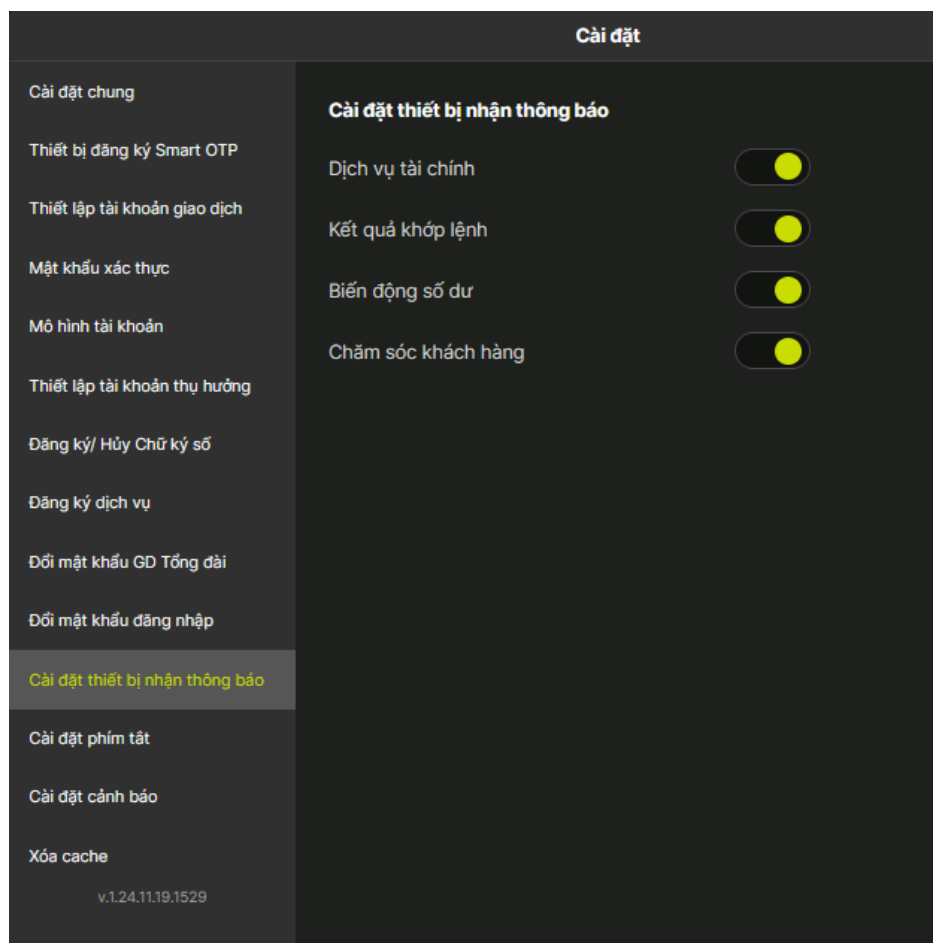 Cài đặt
Cài đặt chung
Thiết bị đăng ký Smart OTP
Thiết lập tài khoản giao dịch
Mật khẩu xác thực
Mô hình tài khoản
Thiết lập tài khoản thụ hưởng
Đăng ký/ Hủy Chữ ký số
Đăng ký dịch vụ
Đổi mật khẩu GD Tổng đài
Đổi mật khẩu đăng nhập
Cài đặt thiết bị nhận thông báo
Cài đặt phím tât
Cài đặt cảnh báo
Xóa cache
v.1.24.11.19.1529
Cài đặt thiết bị nhận thông báo
Dịch vụ tài chính
Kết quả khớp lệnh
Biến động số dư
Chăm sóc khách hàng